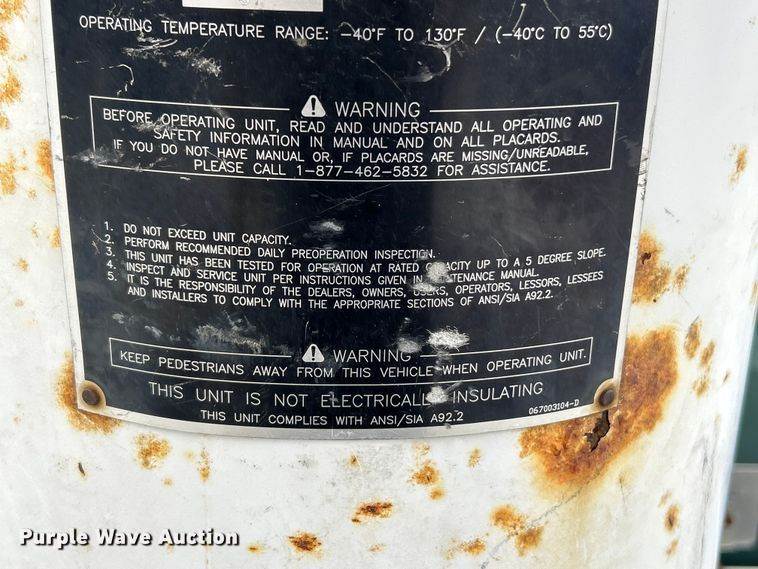 OPERATING TEMPERATURE RANGE: -40°F TO 130°F / (-40°C TO 55°C)
WARNING
BEFORE OPERATING UNIT, READ AND UNDERSTAND ALL OPERATING AND
SAFETY INFORMATION IN MANUAL AND ON ALL PLACARDS.
IF YOU DO NOT HAVE MANUAL OR, IF PLACARDS ARE MISSING/UNREADABLE,
PLEASE CALL 1-877-462-5832 FOR ASSISTANCE.
1. DO NOT EXCEED UNIT CAPACITY.
2. PERFORM RECOMMENDED DAILY PREOPERATION INSPECTION.
3. THIS UNIT HAS BEEN TESTED FOR OPERATION AT RATED CAPACITY UP TO A 5 DEGREE SLOPE.
4. INSPECT AND SERVICE UNIT PER INSTRUCTIONS GIVEN IN MAINTENANCE MANUAL.
5. IT IS THE RESPONSIBILITY OF THE DEALERS, OWNERS, USERS, OPERATORS, LESSORS, LESSEES
AND INSTALLERS TO COMPLY WITH THE APPROPRIATE SECTIONS OF ANSI/SIA A92.2.
WARNING
KEEP PEDESTRIANS AWAY FROM THIS VEHICLE WHEN OPERATING UNIT.
THIS UNIT IS NOT ELECTRICALLY INSULATING
THIS UNIT COMPLIES WITH ANSI/SIA A92.2
067003104-D
Purple Wave Auction